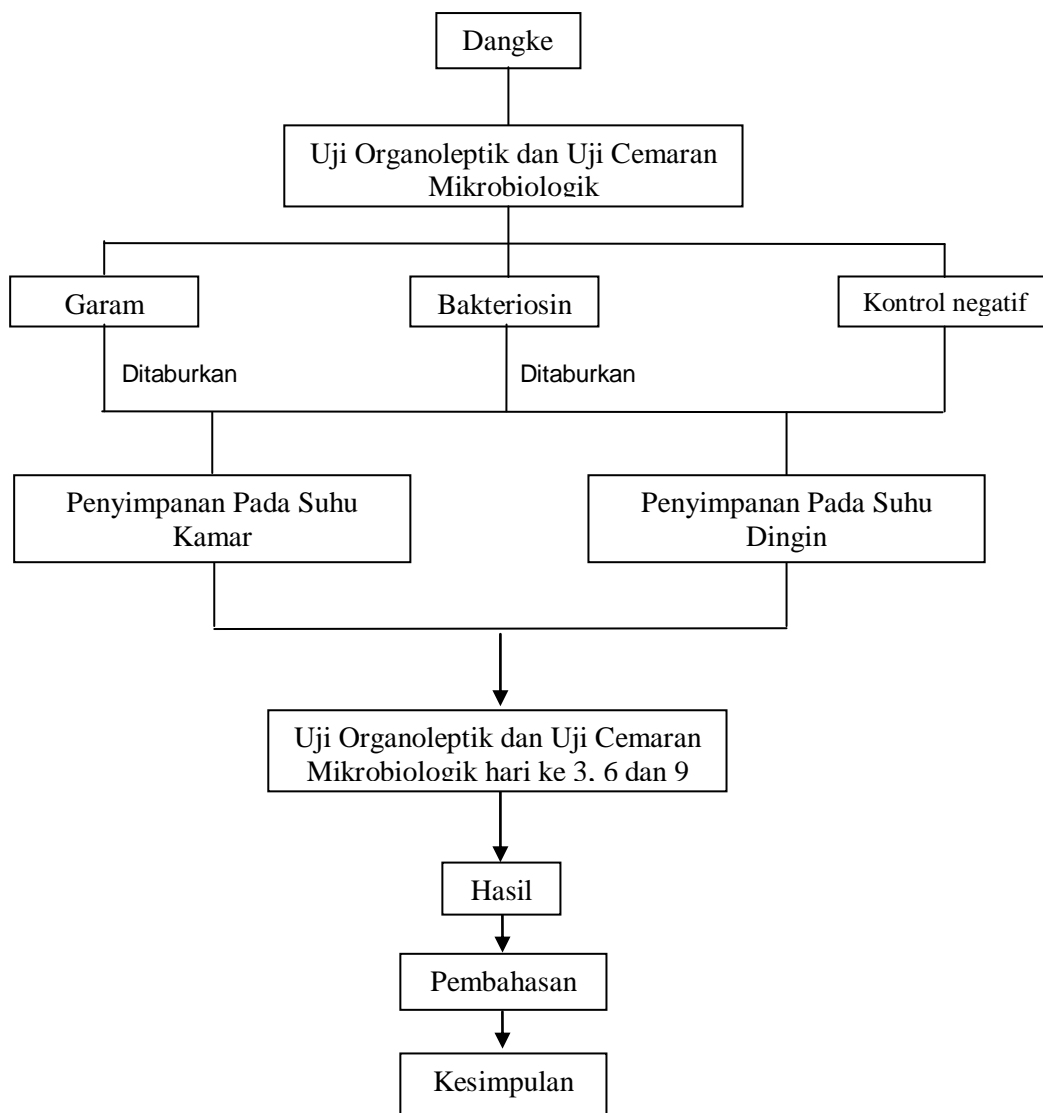 Dangke
Uji Organoleptik dan Uji Cemaran
Mikrobiologik
Garam
Bakteriosin
Kontrol negatif
Ditaburkan
Ditaburkan
Penyimpanan Pada Suhu
Kamar
Penyimpanan Pada Suhu
Dingin
Uji Organoleptik dan Uji Cemaran
Mikrobiologik hari ke 3, 6 dan 9
Hasil
Pembahasan
Kesimpulan